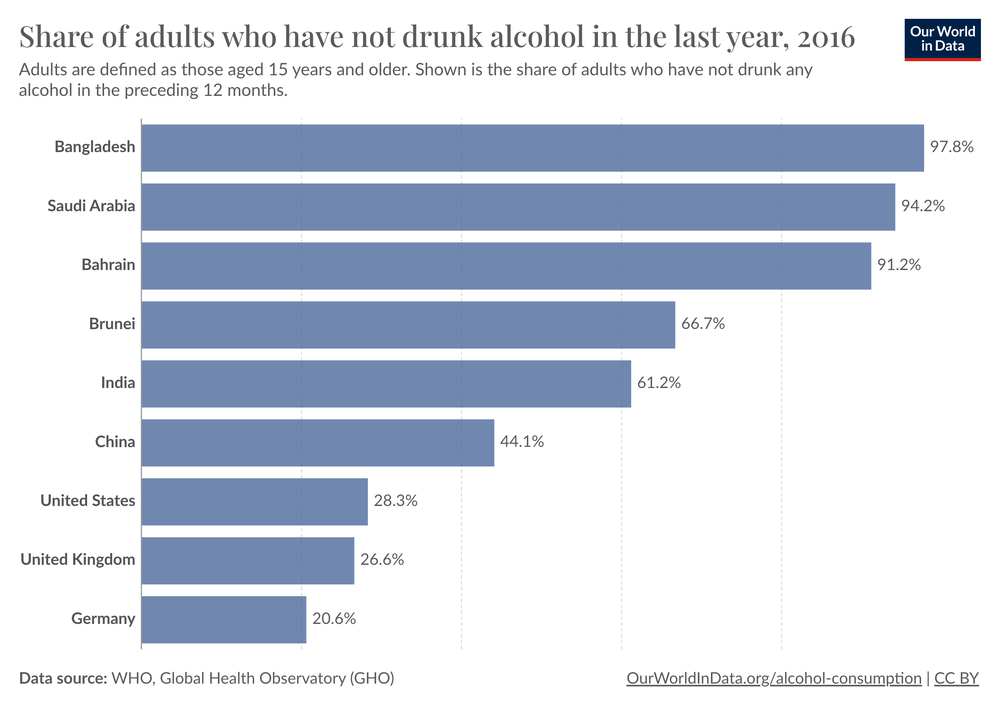 Share of adults who have not drunk alcohol in the last year, 2016
Our World
in Data
Adults are defined as those aged 15 years and older. Shown is the share of adults who have not drunk any
alcohol in the preceding 12 months.
Bangladesh 97.8%
Saudi Arabia 94.2%
Bahrain 91.2%
Brunei 66.7%
India 61.2%
China 44.1%
United States 28.3%
United Kingdom 26.6%
Germany 20.6%
Data source: WHO, Global Health Observatory (GHO)
OurWorldInData.org/alcohol-consumption | CC BY